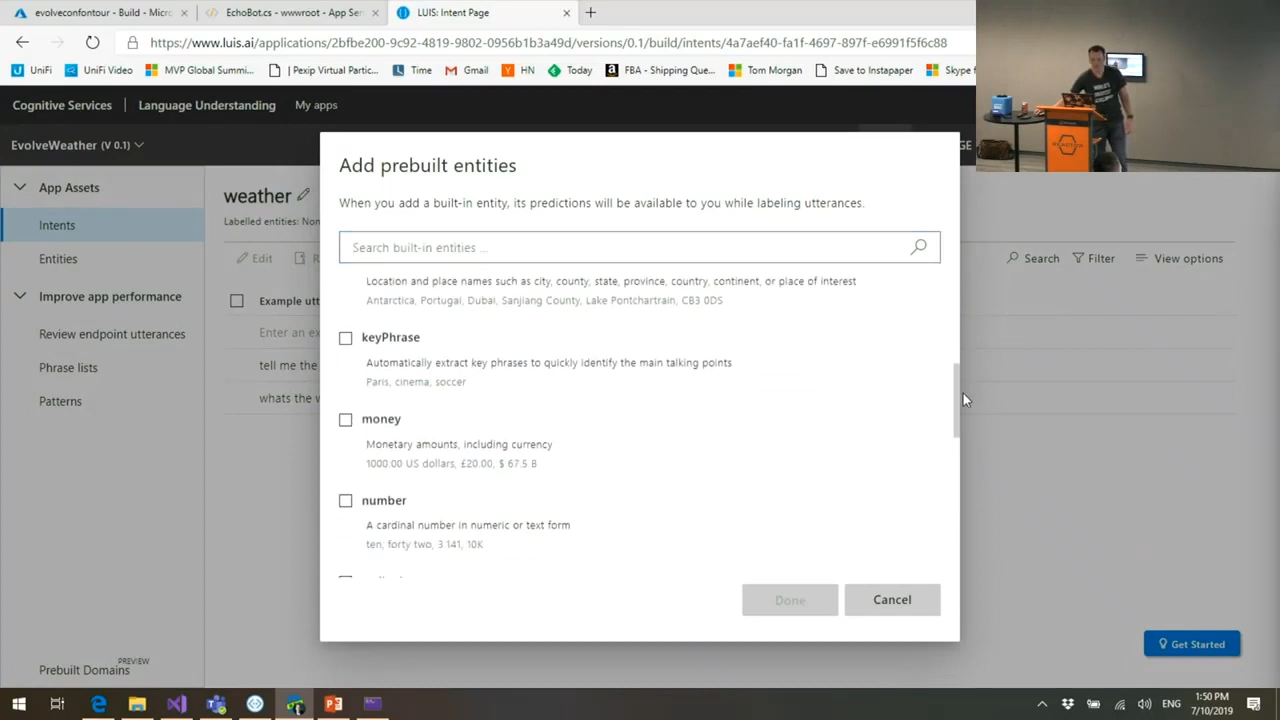 evolveconfontour - Build - Micr
EchoBot.cs - wwwroot - App Ser
LUIS: Intent Page
https://www.luis.ai/applications/2bfbe200-9c92-4819-9802-0956b1b3a49d/versions/0.1/build/intents/4a7aef40-fa1f-4697-897f-e6991f5f6c88
UniFi
UniFi Video
MVP Global Summi...
[Pexip Virtual Partic...
Time
Gmail
HN
Today
FBA - Shipping Que...
Tom Morgan
Save to Instapaper
Skype f
Cognitive Services
Language Understanding
My apps
EvolveWeather (V 0.1)
GE
App Assets
Intents
Entities
Improve app performance
Review endpoint utterances
Phrase lists
Patterns
PREVIEW
Prebuilt Domains
weather
Labelled entities: Non
Edit
R
Search
Filter
View options
Example utt
Enter an ex
tell me the
whats the w
Add prebuilt entities
When you add a built-in entity, its predictions will be available to you while labeling utterances.
Search built-in entities ...
Location and place names such as city, county, state, province, country, continent, or place of interest
Antarctica, Portugal, Dubai, Sanjiang County, Lake Pontchartrain, CB3 0DS
keyPhrase
Automatically extract key phrases to quickly identify the main talking points
Paris, cinema, soccer
money
Monetary amounts, including currency
1000.00 US dollars, £20.00, $ 67.5 B
number
A cardinal number in numeric or text form
ten, forty two, 3.141, 10K
Done
Cancel
Get Started
REACTOR
ENG
1:50 PM
7/10/2019